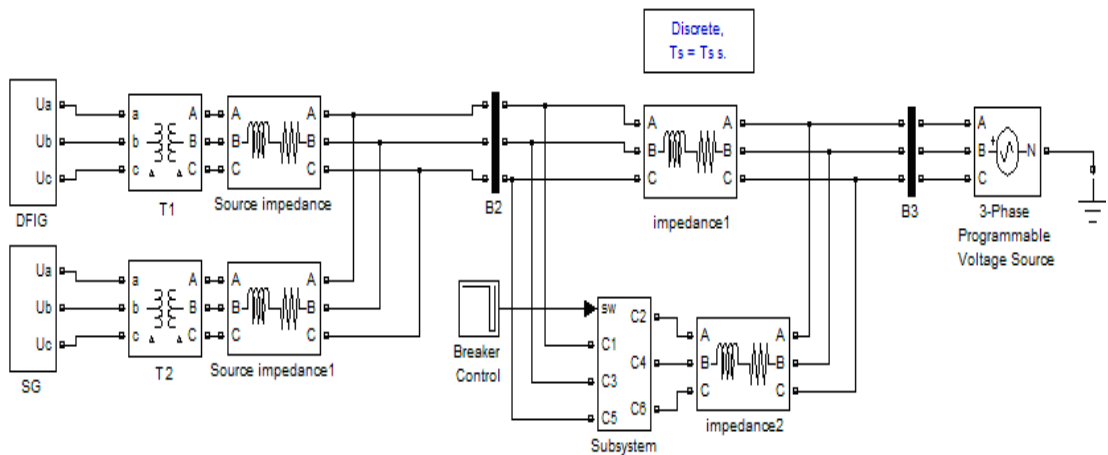 Discrete,
Ts = Ts s.
Ua
Ub
Uc
DFIG
a
b
c
A
B
C
T1
A
B
C
A
B
C
Source impedance
B2
A
B
C
A
B
C
impedance1
B3
A
B
C
+
N
3-Phase
Programmable
Voltage Source
Ua
Ub
Uc
SG
a
b
c
A
B
C
T2
A
B
C
A
B
C
Source impedance1
Breaker
Control
sw
C1
C3
C5
C2
C4
C6
Subsystem
A
B
C
A
B
C
impedance2